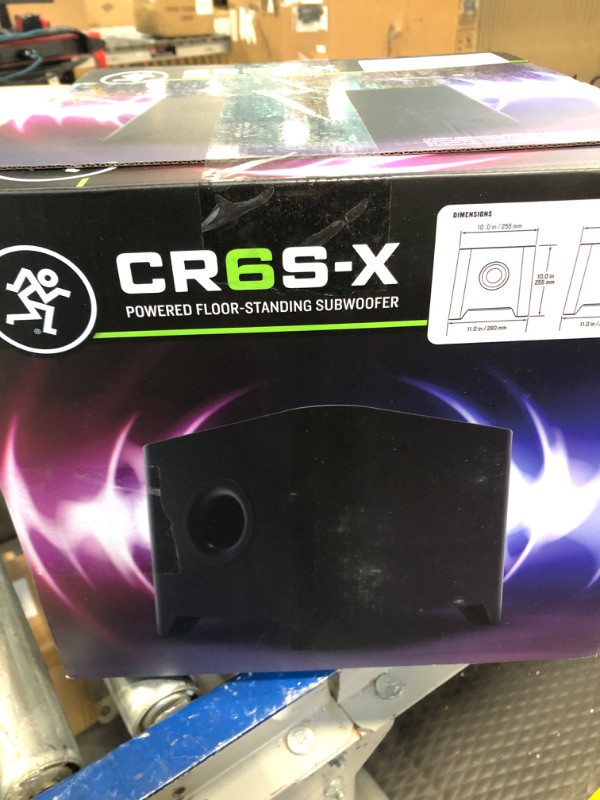 CR6S-X
POWERED FLOOR-STANDING SUBWOOFER
DIMENSIONS
10.0 in / 255 mm
10.0 in
255 mm
11.0 in / 280 mm
11.0 in /
®